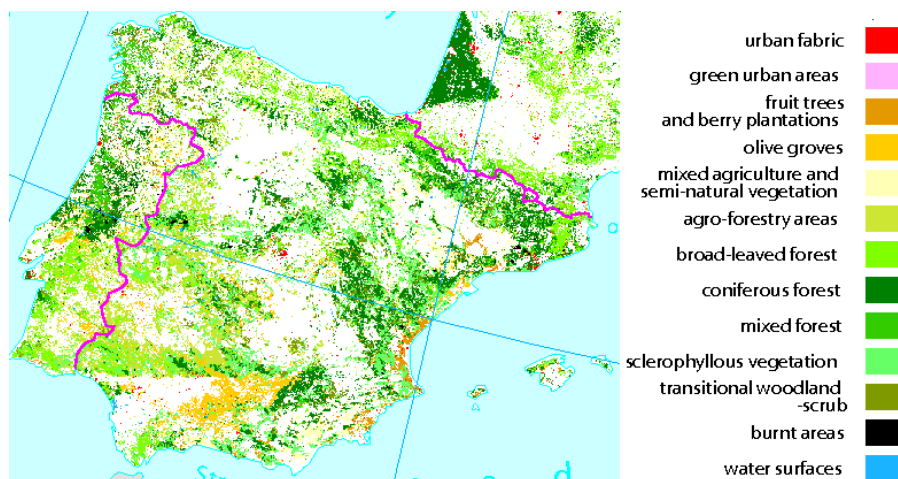 urban fabric
green urban areas
fruit trees
and berry plantations
olive groves
mixed agriculture and
semi-natural vegetation
agro-forestry areas
broad-leaved forest
coniferous forest
mixed forest
sclerophyllous vegetation
transitional woodland
-scrub
burnt areas
water surfaces